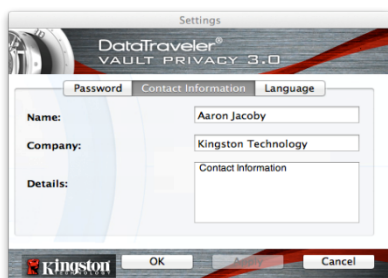 Settings
DataTraveler®
VAULT PRIVACY 3.0
Password Contact Information Language
Name: Aaron Jacoby
Company: Kingston Technology
Details: Contact Information
Kingston
TECHNOLOGY
OK Cancel